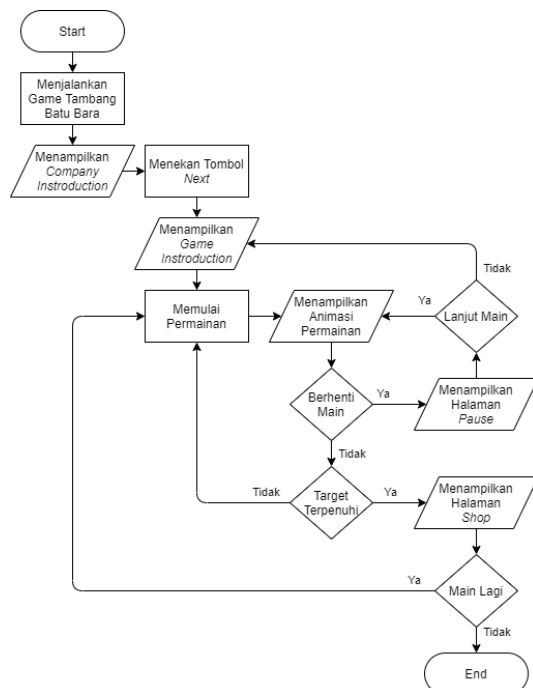 Start
Menjalankan
Game Tambang
Batu Bara
Menampilkan
Company
Instroduction
Menekan Tombol
Next
Menampilkan
Game
Instroduction
Tidak
Memulai
Permainan
Menampilkan
Animasi
Permainan
Ya
Lanjut Main
Berhenti
Main
Ya
Menampilkan
Halaman
Pause
Tidak
Tidak
Target
Terpenuhi
Ya
Menampilkan
Halaman
Shop
Ya
Main Lagi
Tidak
End